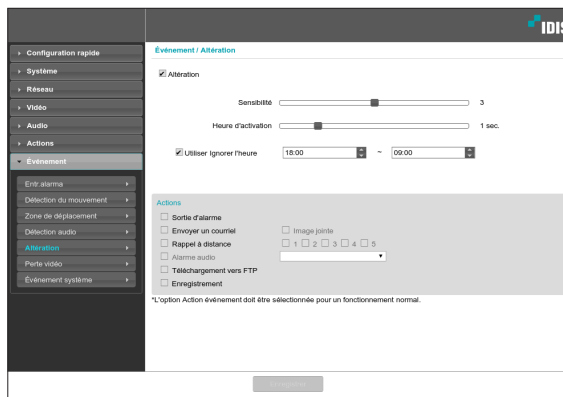 IDIS
Configuration rapide
Système
Réseau
Vidéo
Audio
Actions
Événement
Entr.alarma
Détection du mouvement
Zone de déplacement
Détection audio
Altération
Perte vidéo
Événement système
Événement / Altération
Altération
Sensibilité 3
Heure d'activation 1 sec.
Utiliser Ignorer l'heure 18:00 ~ 09:00
Actions
Sortie d'alarme
Envoyer un courriel Image jointe
Rappel à distance 1 2 3 4 5
Alarme audio
Téléchargement vers FTP
Enregistrement
*L'option Action événement doit être sélectionnée pour un fonctionnement normal.